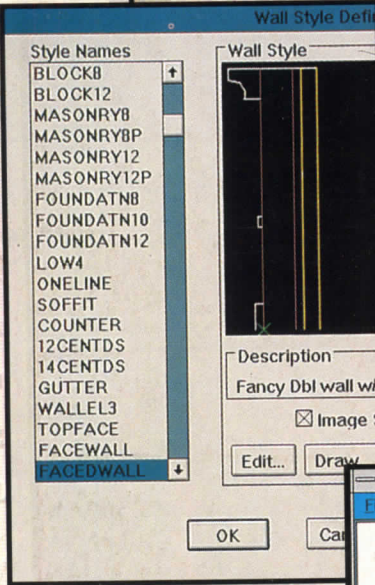 Wall Style Defi
Style Names
BLOCK8
BLOCK12
MASONRY8
MASONRY8P
MASONRY12
MASONRY12P
FOUNDATN8
FOUNDATN10
FOUNDATN12
LOW4
ONELINE
SOFFIT
COUNTER
12CENTDS
14CENTDS
GUTTER
WALLEL3
TOPFACE
FACEWALL
FACEDWALL
Wall Style
Description
Fancy Dbl wall wi
Image
Edit...
Draw
OK
Ca